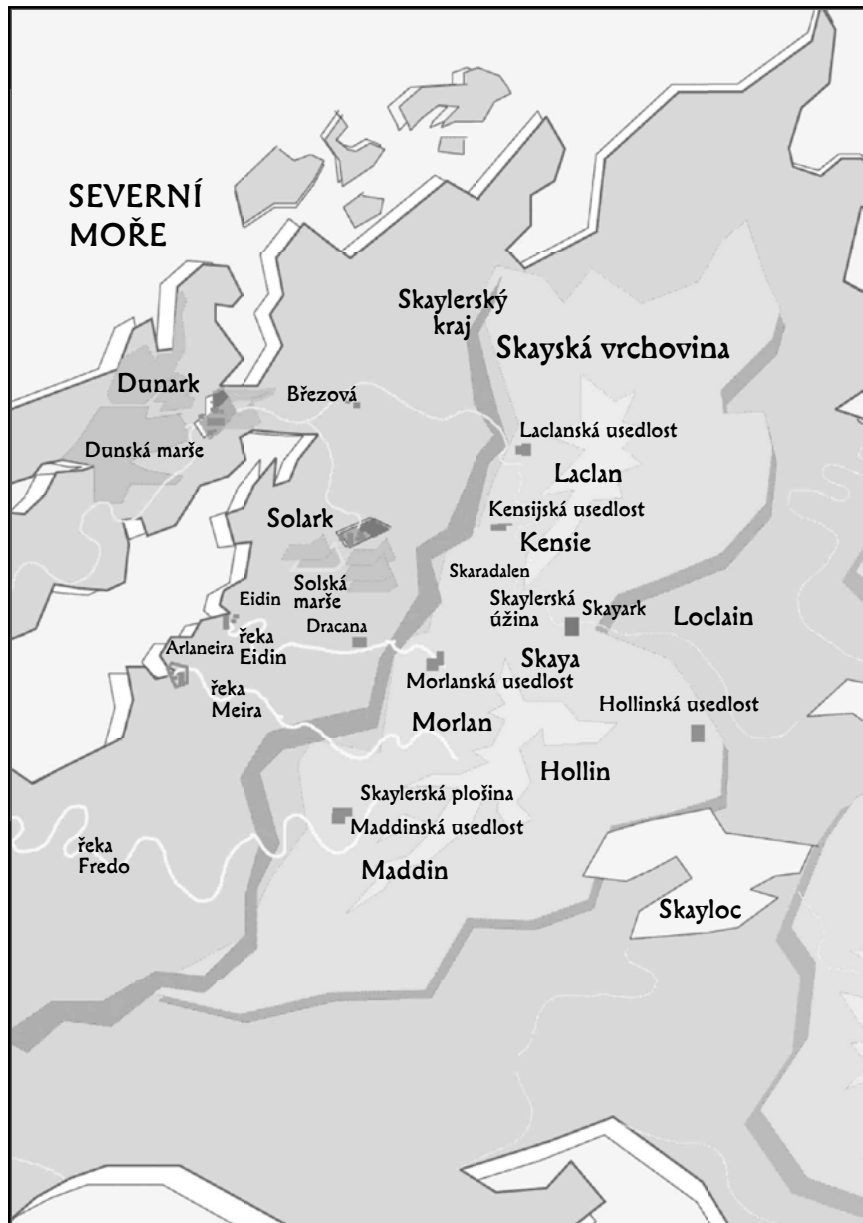 SEVERNÍ
MOŘE
Skaylerský
kraj
Skayská vrchovina
Dunark
Březová
Dunská marše
Laclanská usedlost
Laclan
Kensijská usedlost
Kensie
Solark
Skaradalen
Solská
marše
Eidin
Dracana
Skaylerská
úžina
Skayark
Loclain
Arlaneira
řeka
Eidin
Skaya
Morlanská usedlost
řeka
Meira
Morlan
Hollinská usedlost
Hollin
Skaylerská plošina
Maddinská usedlost
řeka
Fredo
Maddin
Skayloc